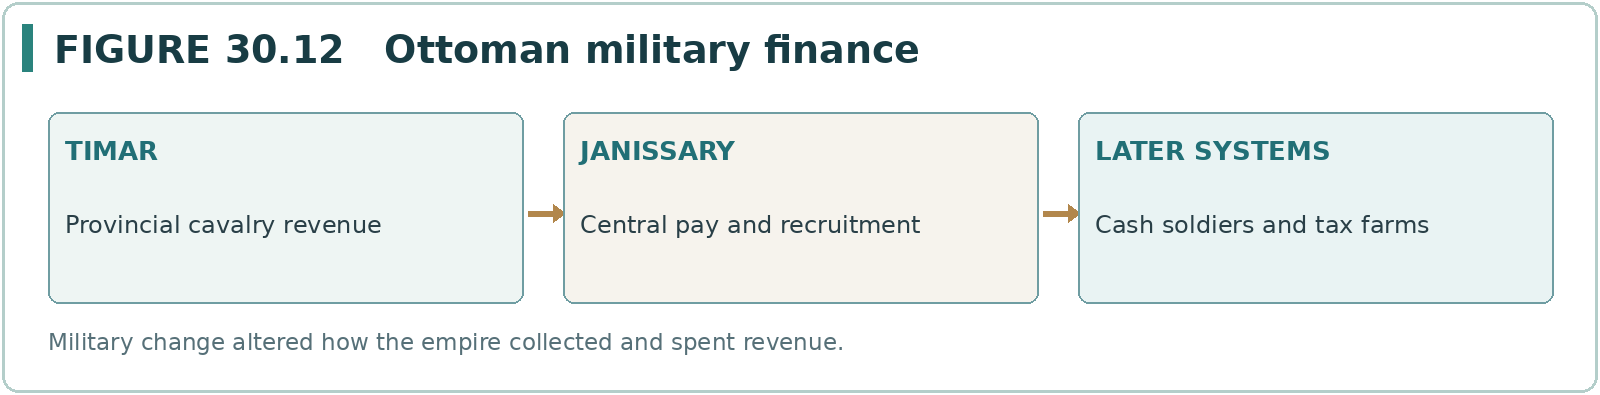 FIGURE 30.12 Ottoman military finance
TIMAR
Provincial cavalry revenue
JANISSARY
Central pay and recruitment
LATER SYSTEMS
Cash soldiers and tax farms
Military change altered how the empire collected and spent revenue.